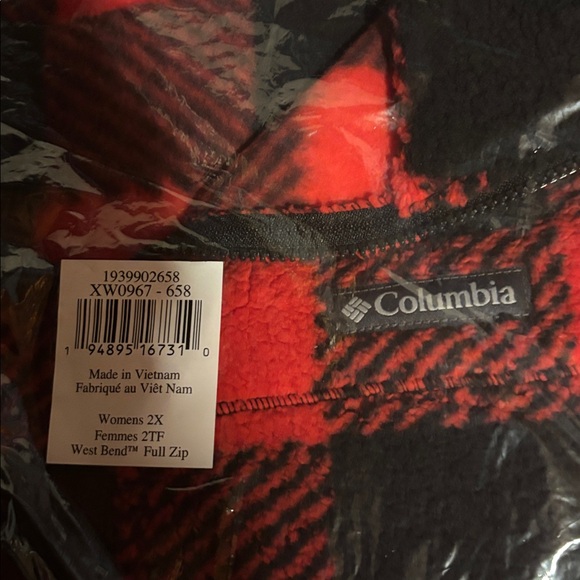 1939902658
XW0967 - 658
1 94895 16731 0
Made in Vietnam
Fabriqué au Viêt Nam
Womens 2X
Femmes 2TF
West Bend™ Full Zip
Columbia